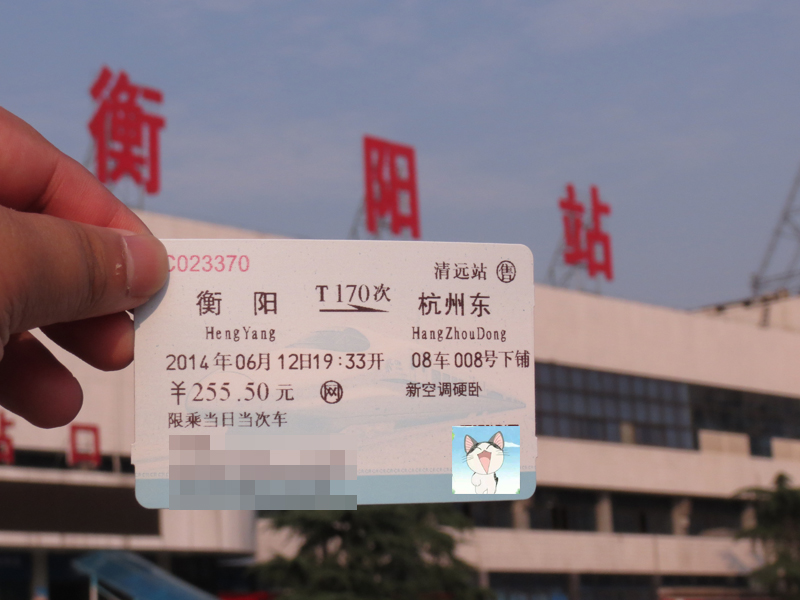 衡阳站
C023370
清远站 售
衡 阳 T170次 杭州东
HengYang HangZhouDong
2014年06月12日19:33开 08车008号下铺
￥255.50元 网 新空调硬卧
限乘当日当次车
站口